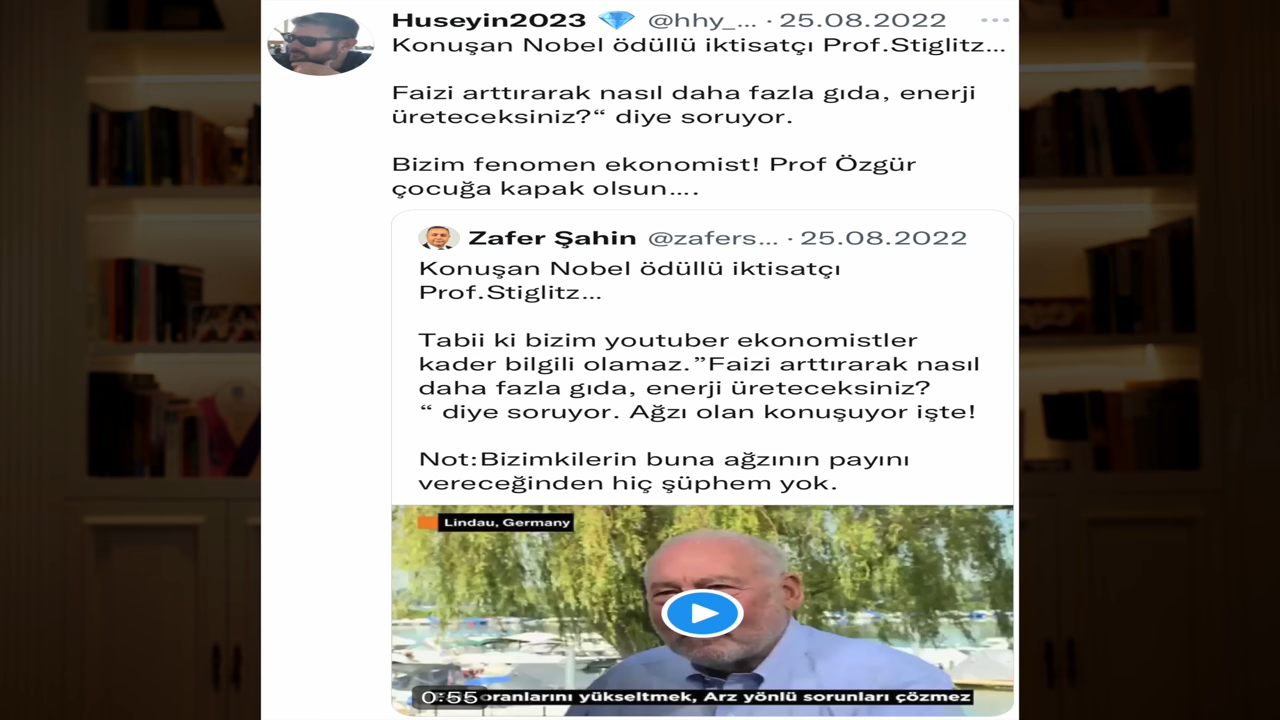 Huseyin2023 💎 @hhy_... · 25.08.2022 ...
Konuşan Nobel ödüllü iktisatçı Prof.Stiglitz...
Faizi arttırarak nasıl daha fazla gıda, enerji
üreteceksiniz?“ diye soruyor.
Bizim fenomen ekonomist! Prof Özgür
çocuğa kapak olsun….
Zafer Şahin @zafers... · 25.08.2022
Konuşan Nobel ödüllü iktisatçı
Prof.Stiglitz...
Tabii ki bizim youtuber ekonomistler
kader bilgili olamaz.”Faizi arttırarak nasıl
daha fazla gıda, enerji üreteceksiniz?
“ diye soruyor. Ağzı olan konuşuyor işte!
Not:Bizimkilerin buna ağzının payını
vereceğinden hiç şüphem yok.
Lindau, Germany
0:55 oranlarını yükseltmek, Arz yönlü sorunları çözmez